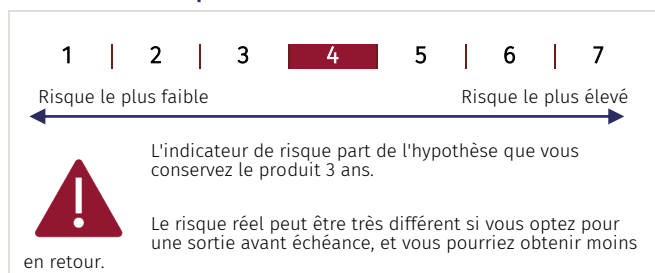 1 | 2 | 3 4 5 | 6 | 7
Risque le plus faible Risque le plus élevé
L'indicateur de risque part de l'hypothèse que vous
conservez le produit 3 ans.
Le risque réel peut être très différent si vous optez pour
une sortie avant échéance, et vous pourriez obtenir moins
en retour.